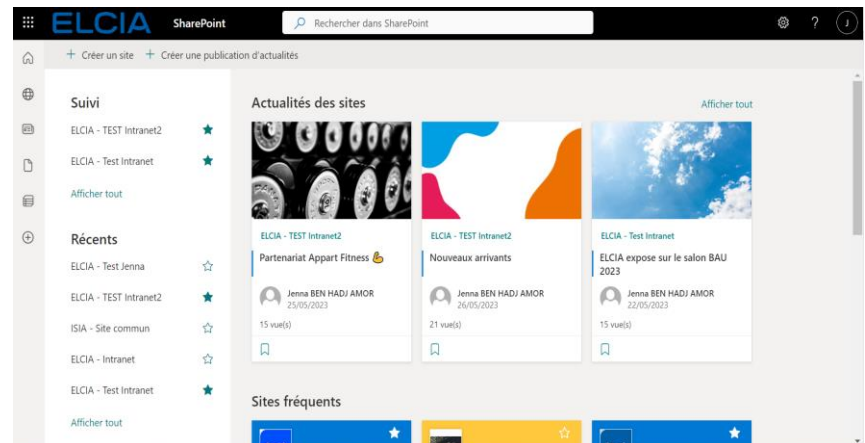 ELCIA SharePoint Rechercher dans SharePoint ? J
+ Créer un site + Créer une publication d'actualités
Suivi
ELCIA - TEST Intranet2
ELCIA - Test Intranet
Afficher tout
Récents
ELCIA - Test Jenna
ELCIA - TEST Intranet2
ISIA - Site commun
ELCIA - Intranet
ELCIA - Test Intranet
Afficher tout
Actualités des sites
Afficher tout
ELCIA - TEST Intranet2
Partenariat Appart Fitness 💪
Jenna BEN HADJ AMOR
25/05/2023
15 vue(s)
ELCIA - TEST Intranet2
Nouveaux arrivants
Jenna BEN HADJ AMOR
26/05/2023
21 vue(s)
ELCIA - Test Intranet
ELCIA expose sur le salon BAU
2023
Jenna BEN HADJ AMOR
22/05/2023
15 vue(s)
Sites fréquents